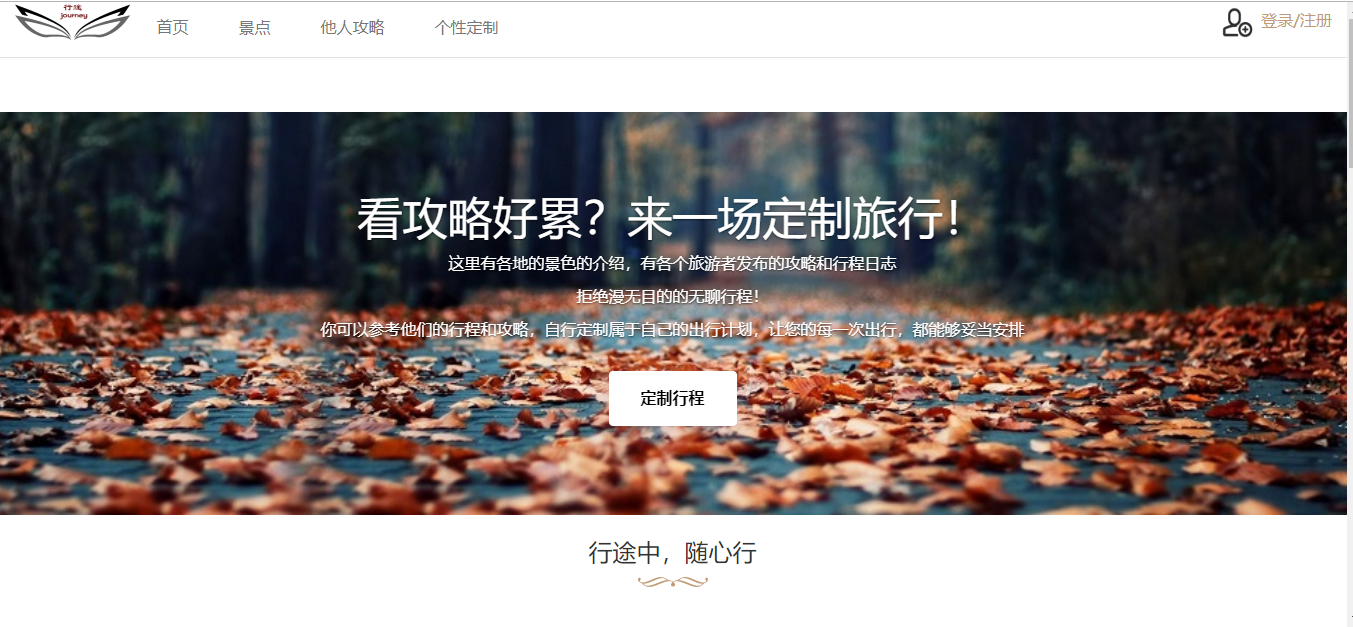 行途
journey
首页
景点
他人攻略
个性定制
登录/注册
看攻略好累？来一场定制旅行！
这里有各地的景色的介绍，有各个旅游者发布的攻略和行程日志
拒绝漫无目的的无聊行程！
你可以参考他们的行程和攻略，自行定制属于自己的出行计划，让您的每一次出行，都能够妥当安排
定制行程
行途中，随心行